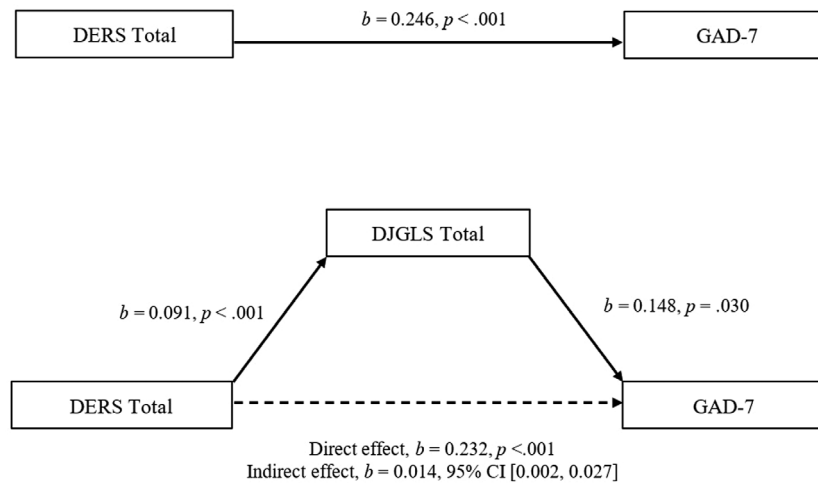 b = 0.246, p < .001
DERS Total
GAD-7
DJGLS Total
b = 0.091, p < .001
b = 0.148, p = .030
DERS Total
GAD-7
Direct effect, b = 0.232, p <.001
Indirect effect, b = 0.014, 95% CI [0.002, 0.027]